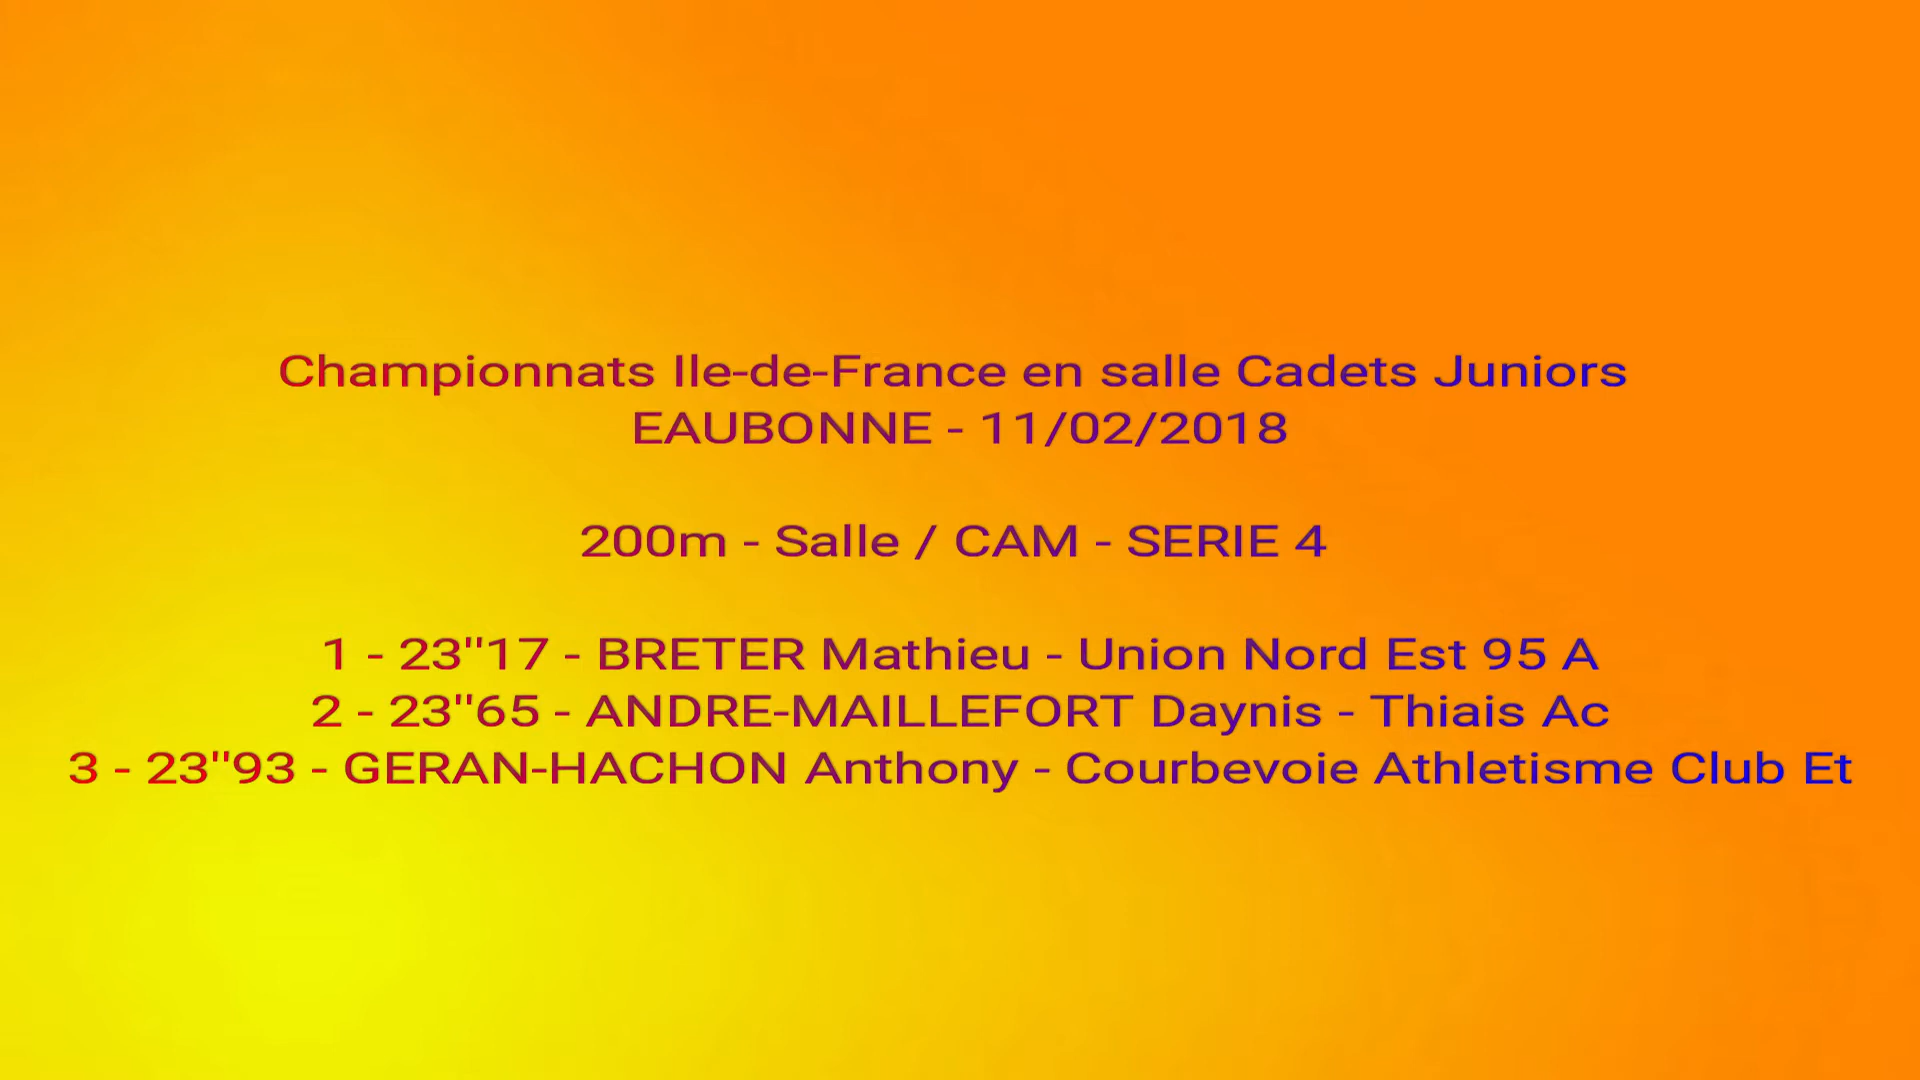 Championnats Ile-de-France en salle Cadets Juniors
EAUBONNE - 11/02/2018
200m - Salle / CAM - SERIE 4
1 - 23"17 - BRETER Mathieu - Union Nord Est 95 A
2 - 23"65 - ANDRE-MAILLEFORT Daynis - Thiais Ac
3 - 23"93 - GERAN-HACHON Anthony - Courbevoie Athletisme Club Et